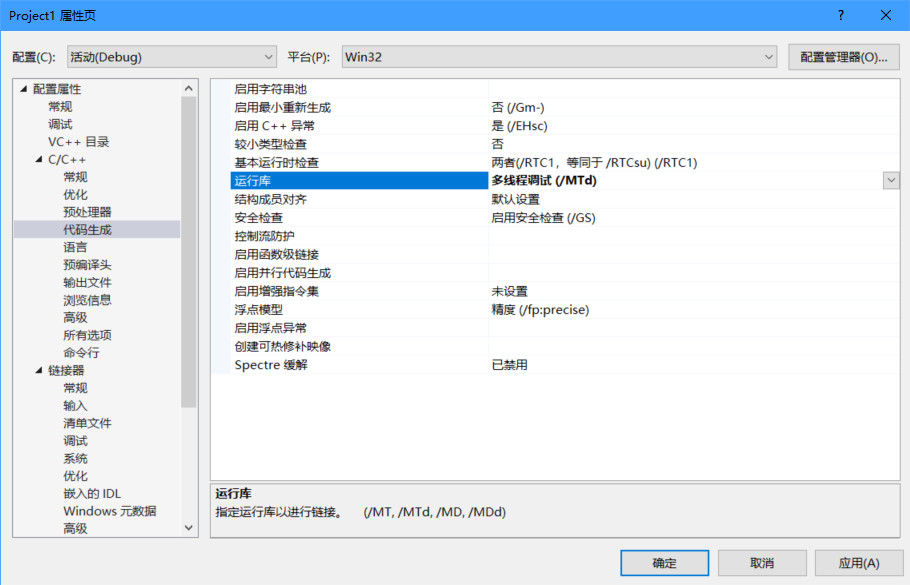 Project1 属性页
?
配置(C): 活动(Debug) 平台(P): Win32 配置管理器(O)...
配置属性
常规
调试
VC++ 目录
C/C++
常规
优化
预处理器
代码生成
语言
预编译头
输出文件
浏览信息
高级
所有选项
命令行
链接器
常规
输入
清单文件
调试
系统
优化
嵌入的 IDL
Windows 元数据
高级
启用字符串池
启用最小重新生成 否 (/Gm-)
启用 C++ 异常 是 (/EHsc)
较小类型检查 否
基本运行时检查 两者(/RTC1，等同于 /RTCsu) (/RTC1)
运行库 多线程调试 (/MTd)
结构成员对齐 默认设置
安全检查 启用安全检查 (/GS)
控制流防护
启用函数级链接
启用并行代码生成
启用增强指令集 未设置
浮点模型 精度 (/fp:precise)
启用浮点异常
创建可热修补映像
Spectre 缓解 已禁用
运行库
指定运行库以进行链接。 (/MT, /MTd, /MD, /MDd)
确定 取消 应用(A)